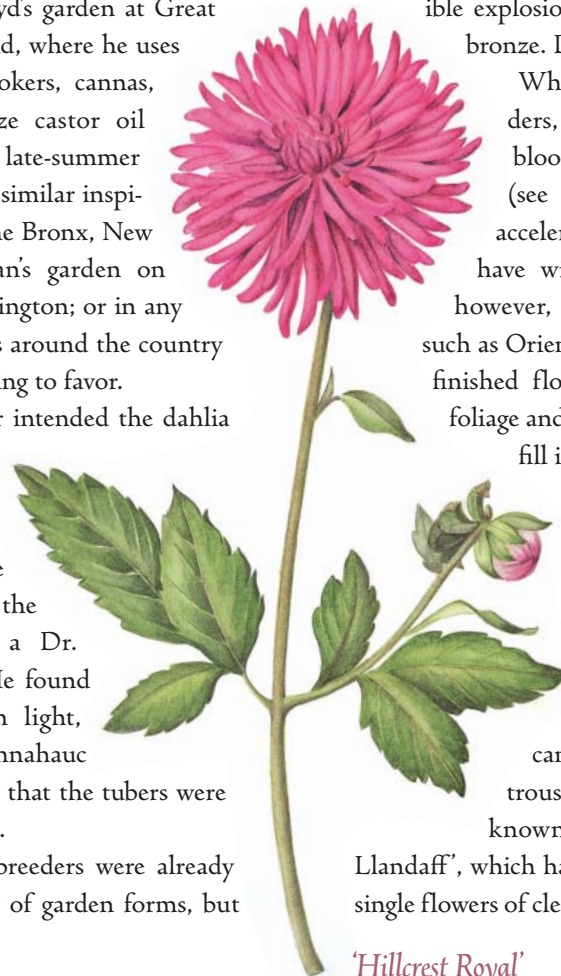 yd's garden at Great
d, where he uses
okers, cannas,
ze castor oil
late-summer
similar inspi-
e Bronx, New
an's garden on
ington; or in any
s around the country
ing to favor.
r intended the dahlia
e
the
a Dr.
He found
n light,
nnahauc
that the tubers were
.
breeders were already
of garden forms, but
ible explosio
bronze. D
Wh
ders,
bloo
(see
acceler
have w
however,
such as Orien
finished flo
foliage and
fill i
can
trous
known
Llandaff', which ha
single flowers of cle
'Hillcrest Royal'